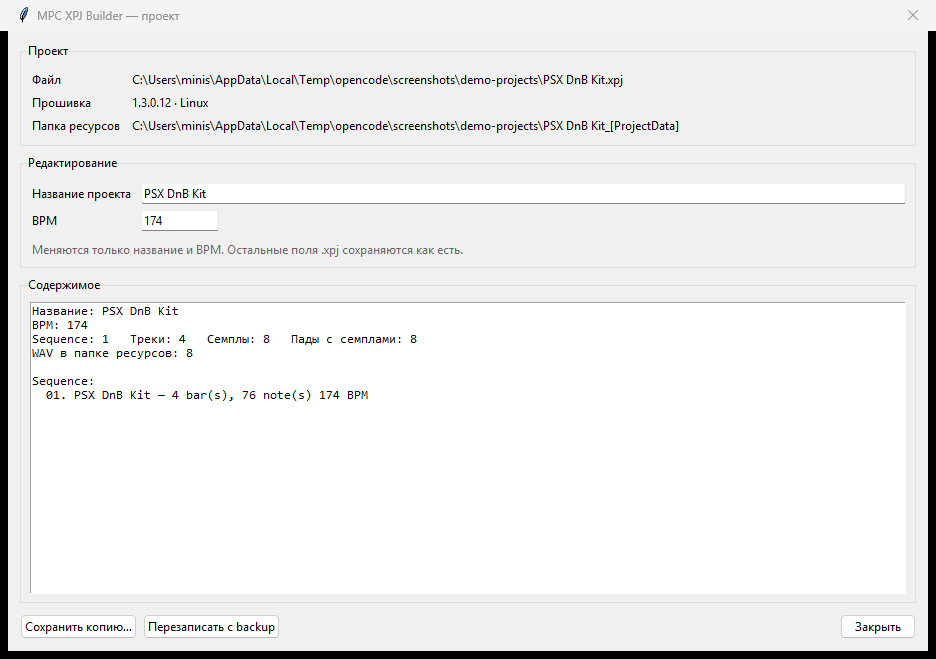 MPC XPJ Builder — проект
Проект
Файл C:\Users\minis\AppData\Local\Temp\opencode\screenshots\demo-projects\PSX DnB Kit.xpj
Прошивка 1.3.0.12 · Linux
Папка ресурсов C:\Users\minis\AppData\Local\Temp\opencode\screenshots\demo-projects\PSX DnB Kit_[ProjectData]
Редактирование
Название проекта PSX DnB Kit
BPM 174
Меняются только название и BPM. Остальные поля .xpj сохраняются как есть.
Содержимое
Название: PSX DnB Kit
BPM: 174
Sequence: 1 Треки: 4 Семплы: 8 Пады с семплами: 8
WAV в папке ресурсов: 8
Sequence:
01. PSX DnB Kit — 4 bar(s), 76 note(s) 174 BPM
Сохранить копию... Перезаписать с backup Закрыть